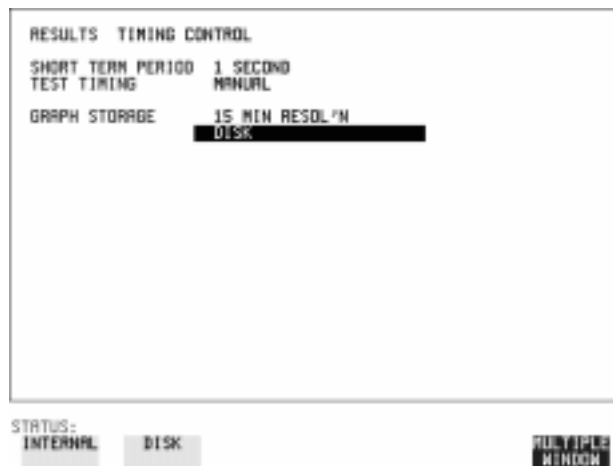 RESULTS TIMING CONTROL
SHORT TERM PERIOD 1 SECOND
TEST TIMING MANUAL
GRAPH STORAGE 15 MIN RESOL'N
DISK
STATUS:
INTERNAL DISK MULTIPLE WINDOW